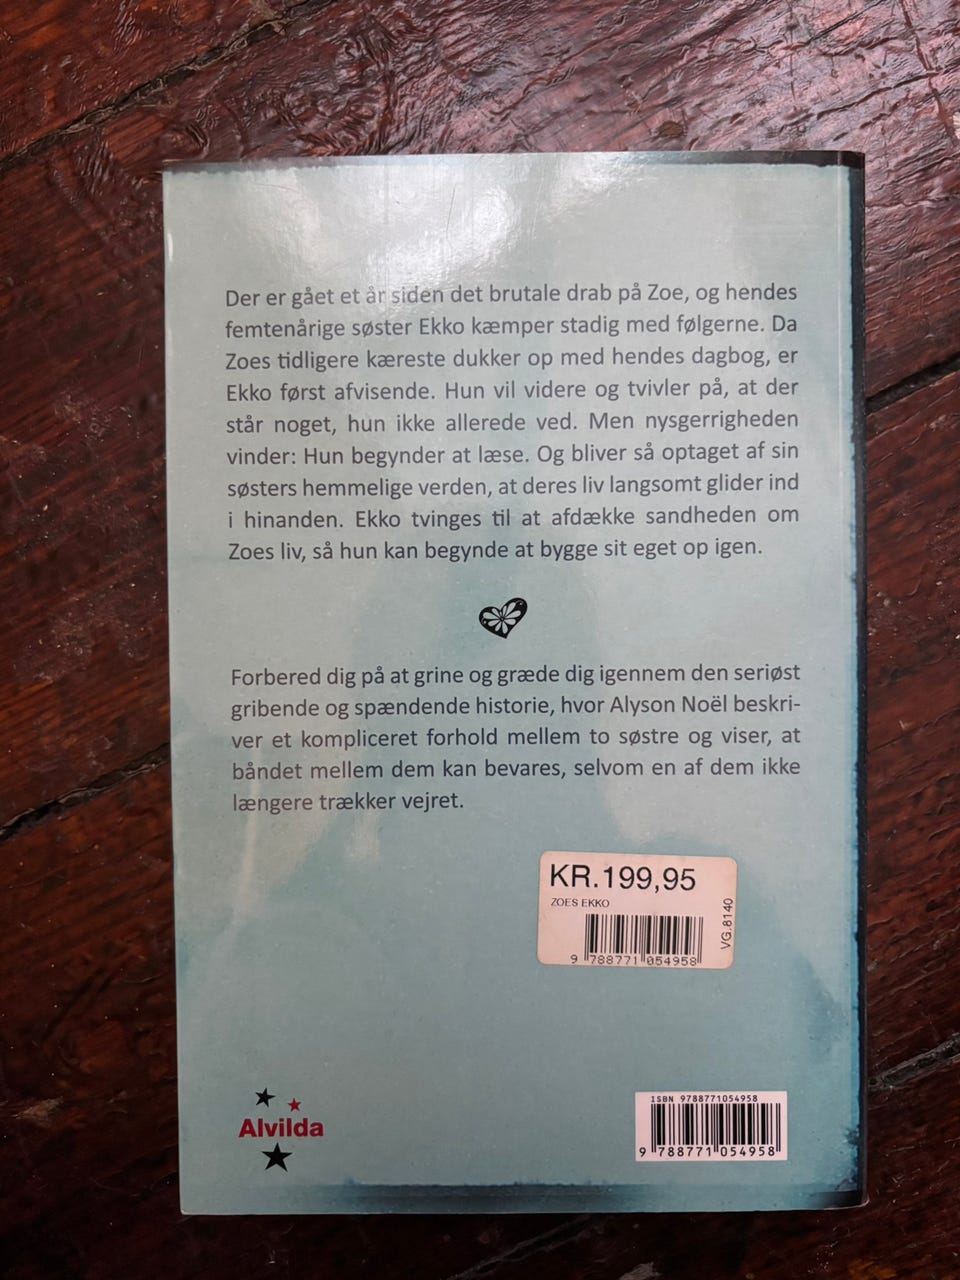 Der er gået et år siden det brutale drab på Zoe, og hendes
femtenårige søster Ekko kæmper stadig med følgerne. Da
Zoes tidligere kæreste dukker op med hendes dagbog, er
Ekko først afvisende. Hun vil videre og tvivler på, at der
står noget, hun ikke allerede ved. Men nysgerrigheden
vinder: Hun begynder at læse. Og bliver så optaget af sin
søsters hemmelige verden, at deres liv langsomt glider ind
i hinanden. Ekko tvinges til at afdække sandheden om
Zoes liv, så hun kan begynde at bygge sit eget op igen.
Forbered dig på at grine og græde dig igennem den seriøst
gribende og spændende historie, hvor Alyson Noël beskri-
ver et kompliceret forhold mellem to søstre og viser, at
båndet mellem dem kan bevares, selvom en af dem ikke
længere trækker vejret.
KR.199,95
ZOES EKKO
9 788771 054958
VG.8140
Alvilda
ISBN 9788771054958
9 788771 054958